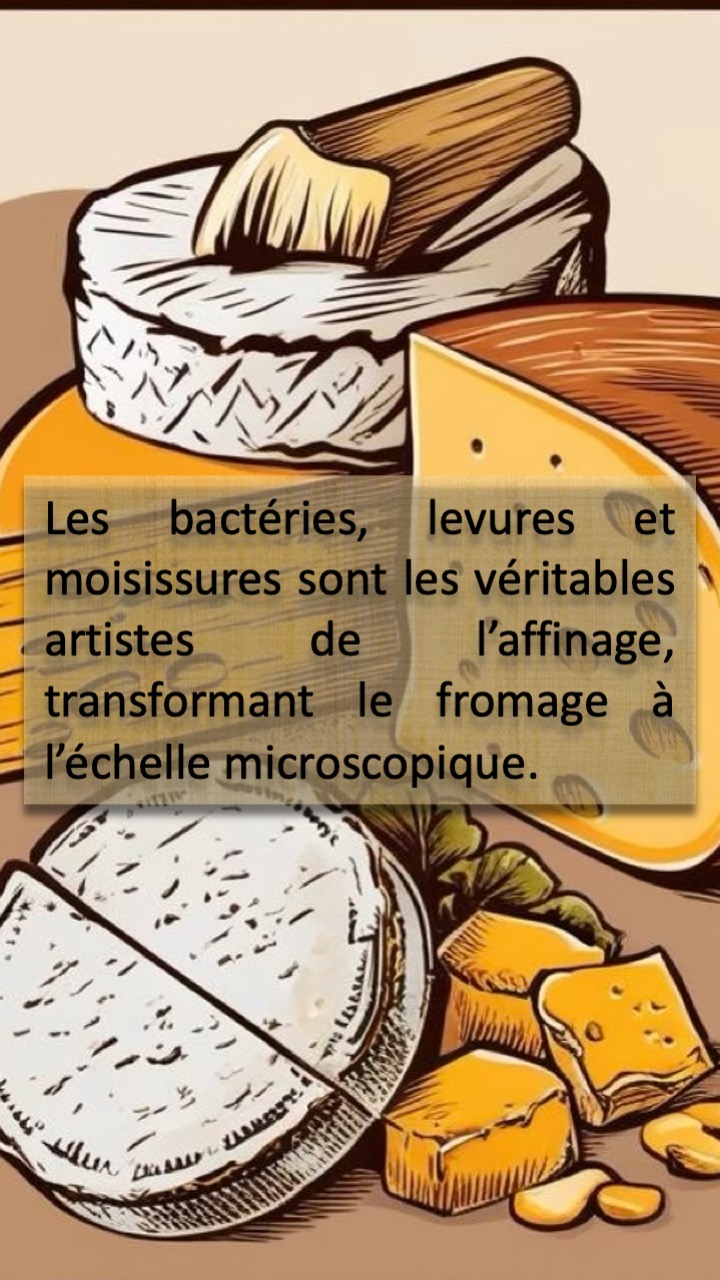 Les bactéries, levures et
moisissures sont les véritables
artistes de l’affinage,
transformant le fromage à
l’échelle microscopique.